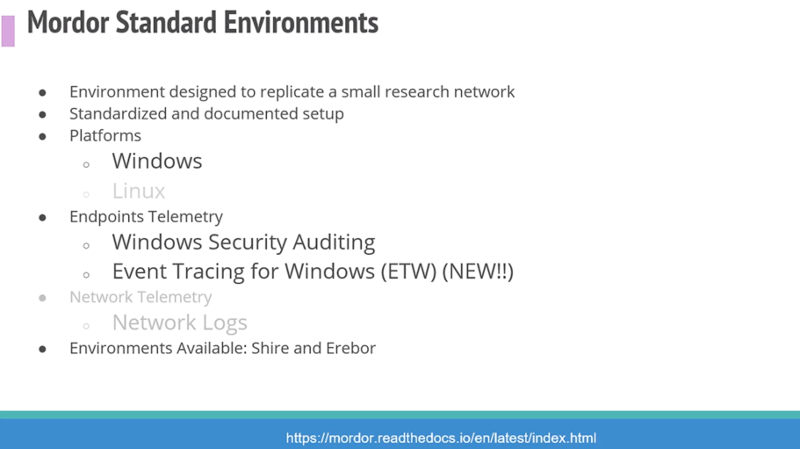 Mordor Standard Environments
● Environment designed to replicate a small research network
● Standardized and documented setup
● Platforms
○ Windows
○ Linux
● Endpoints Telemetry
○ Windows Security Auditing
○ Event Tracing for Windows (ETW) (NEW!!)
● Network Telemetry
○ Network Logs
● Environments Available: Shire and Erebor
https://mordor.readthedocs.io/en/latest/index.html